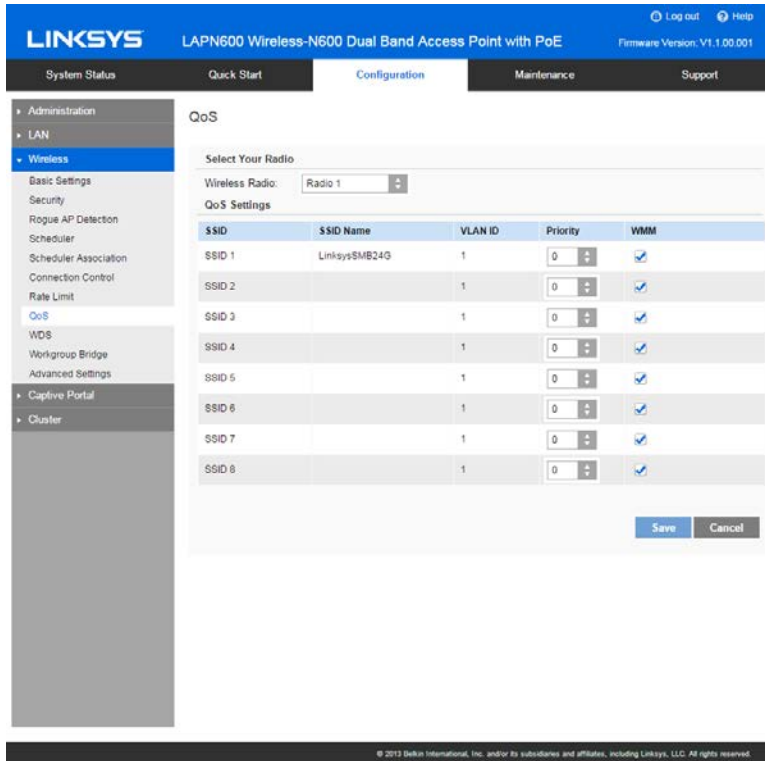 Log out Help
LINKSYS LAPN600 Wireless-N600 Dual Band Access Point with PoE Firmware Version: V1.1.00.001
System Status Quick Start Configuration Maintenance Support
Administration
LAN
Wireless
Basic Settings
Security
Rogue AP Detection
Scheduler
Scheduler Association
Connection Control
Rate Limit
QoS
WDS
Workgroup Bridge
Advanced Settings
Captive Portal
Cluster
QoS
Select Your Radio
Wireless Radio: Radio 1
QoS Settings
SSID SSID Name VLAN ID Priority WMM
SSID 1 LinksysSMB24G 1 0
SSID 2 1 0
SSID 3 1 0
SSID 4 1 0
SSID 5 1 0
SSID 6 1 0
SSID 7 1 0
SSID 8 1 0
Save Cancel
© 2013 Belkin International, Inc. and/or its subsidiaries and affiliates, including Linksys, LLC. All rights reserved.